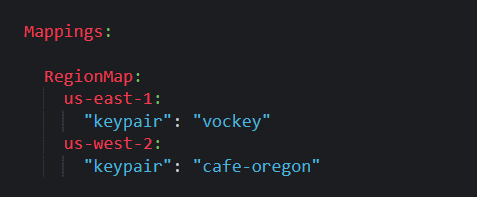 Mappings:
RegionMap:
us-east-1:
"keypair": "vockey"
us-west-2:
"keypair": "cafe-oregon"